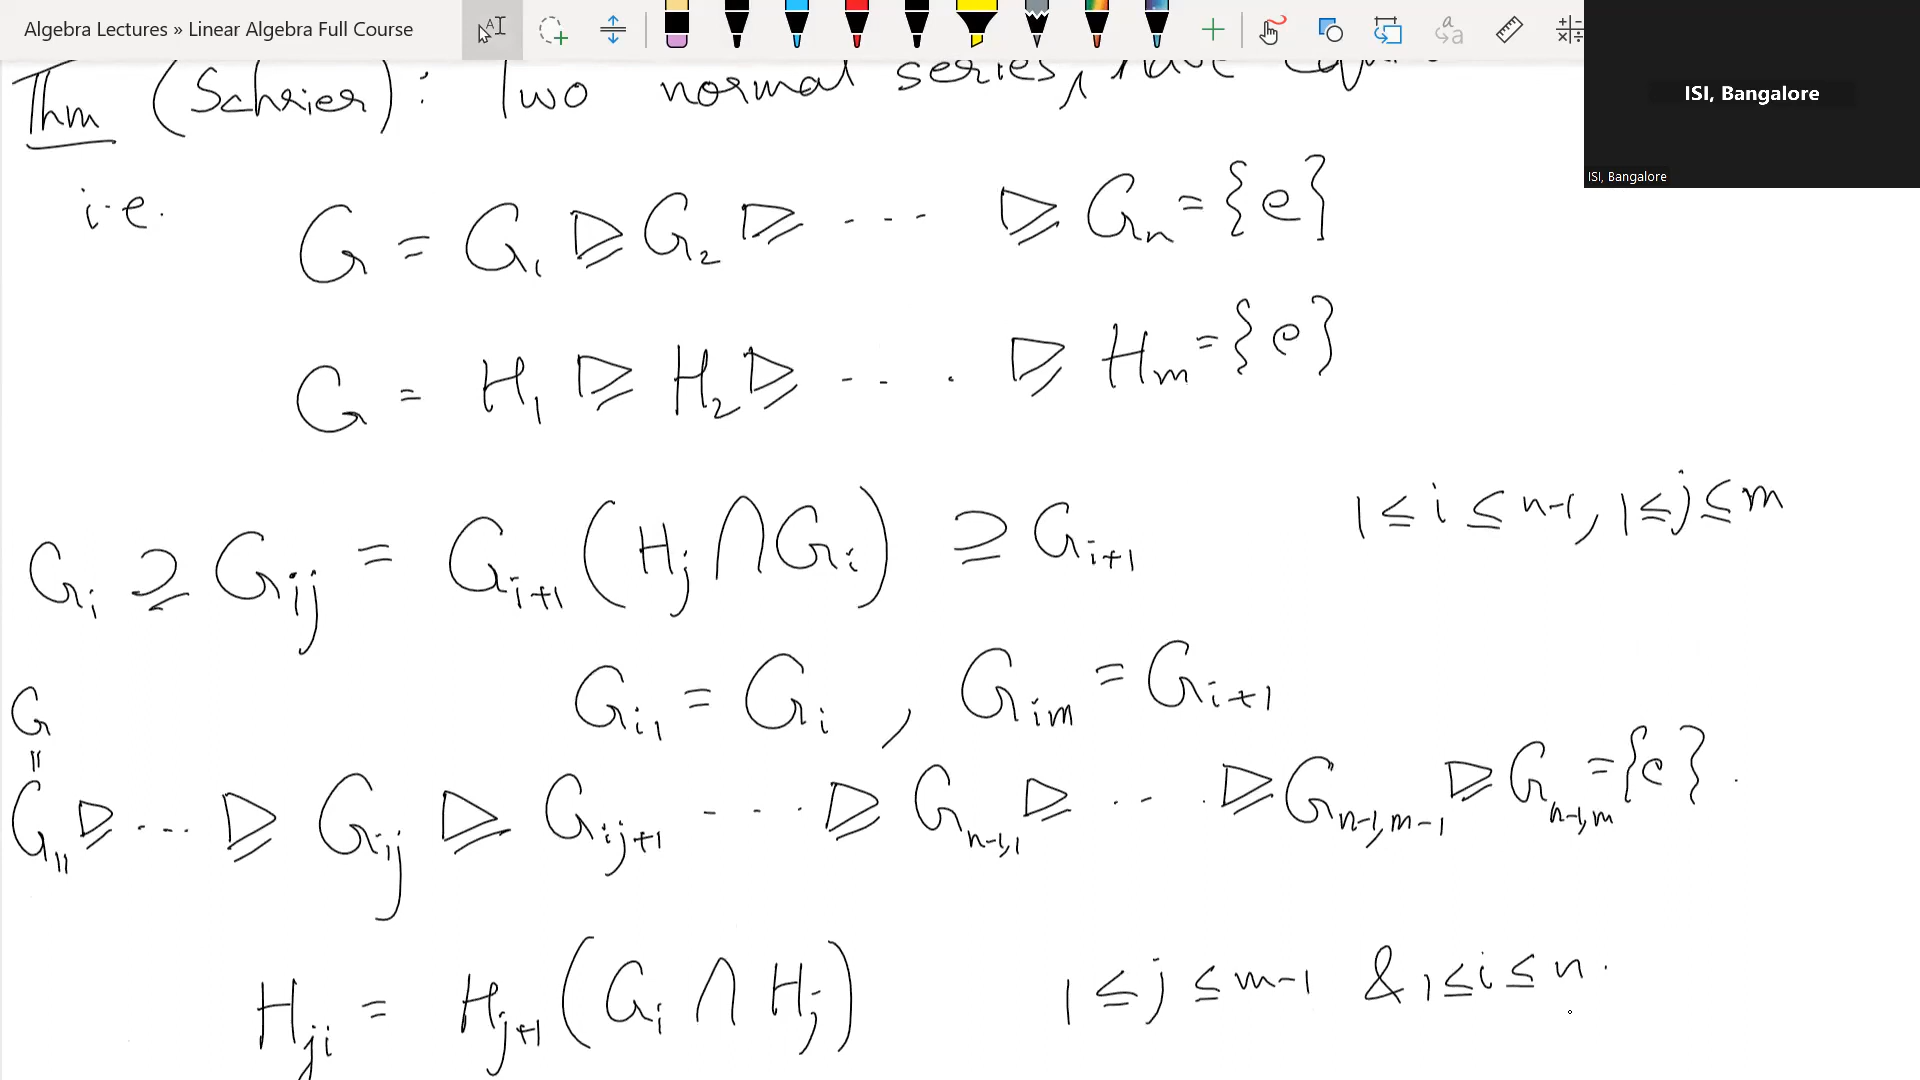 Algebra Lectures » Linear Algebra Full Course
ISI, Bangalore
ISI, Bangalore
Thm (Schrier): Two normal series, have
i.e. G = G₁ ⊵ G₂ ⊵ ---- ⊵ Gₙ = {e}
G = H₁ ⊵ H₂ ⊵ -- . ⊵ Hₘ = {e}
Gᵢ ⊇ Gᵢⱼ = Gᵢ₊₁ (Hⱼ ∩ Gᵢ) ⊇ Gᵢ₊₁ 1 ≤ i ≤ n-1, 1 ≤ j ≤ m
Gᵢ₁ = Gᵢ , Gᵢₘ = Gᵢ₊₁
G
=
G₁₁ ⊵ --- ⊵ Gᵢⱼ ⊵ Gᵢⱼ₊₁ --- ⊵ Gₙ₋₁,₁ ⊵ --- ⊵ Gₙ₋₁,ₘ₋₁ ⊵ Gₙ₋₁,ₘ = {e}.
Hⱼᵢ = Hⱼ₊₁ (Gᵢ ∩ Hⱼ) 1 ≤ j ≤ m-1 & 1 ≤ i ≤ n.